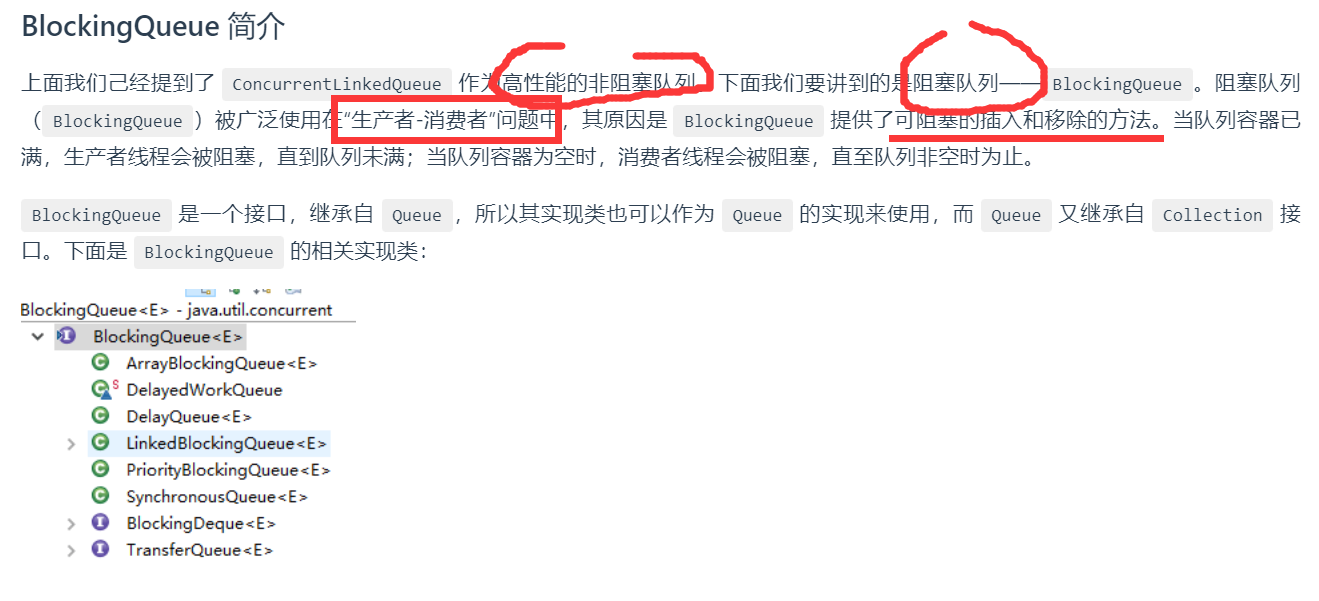 BlockingQueue 简介
上面我们己经提到了 ConcurrentLinkedQueue 作为高性能的非阻塞队列。下面我们要讲到的是阻塞队列——BlockingQueue。阻塞队列
（BlockingQueue）被广泛使用在“生产者-消费者”问题中，其原因是 BlockingQueue 提供了可阻塞的插入和移除的方法。当队列容器已
满，生产者线程会被阻塞，直到队列未满；当队列容器为空时，消费者线程会被阻塞，直至队列非空时为止。
BlockingQueue 是一个接口，继承自 Queue，所以其实现类也可以作为 Queue 的实现来使用，而 Queue 又继承自 Collection 接
口。下面是 BlockingQueue 的相关实现类：
BlockingQueue<E> - java.util.concurrent
BlockingQueue<E>
ArrayBlockingQueue<E>
DelayedWorkQueue
DelayQueue<E>
LinkedBlockingQueue<E>
PriorityBlockingQueue<E>
SynchronousQueue<E>
BlockingDeque<E>
TransferQueue<E>